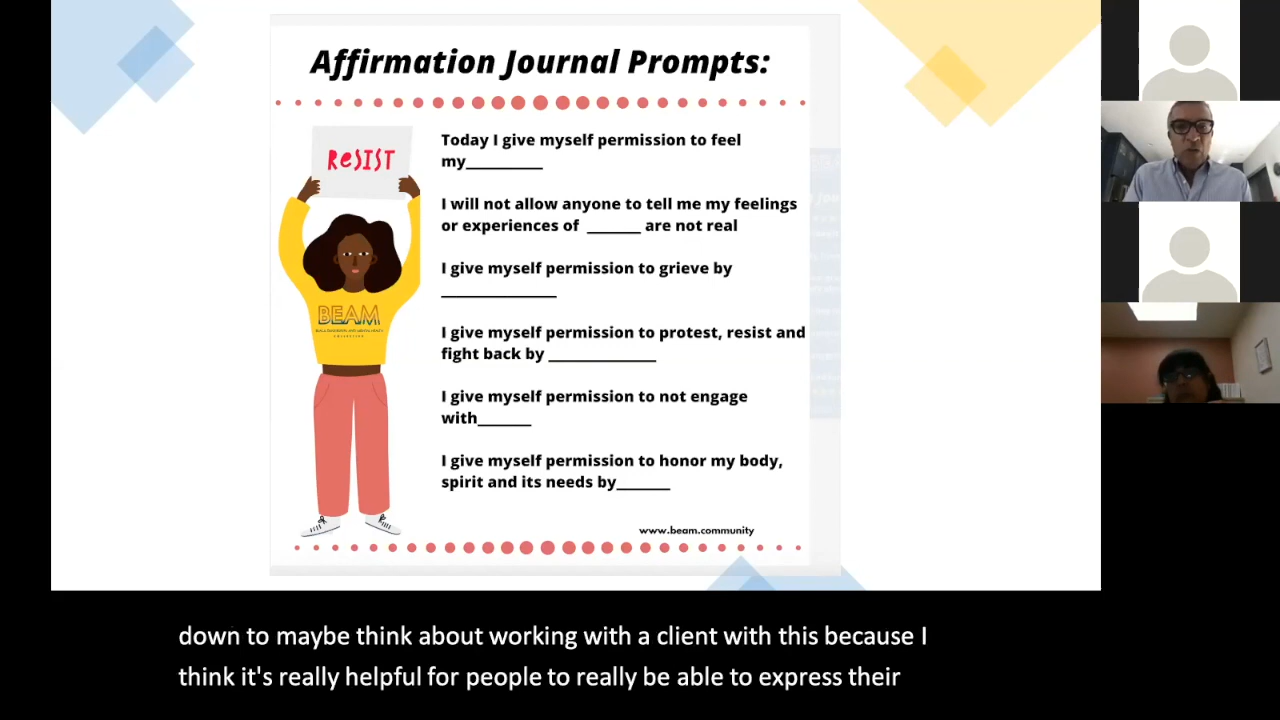 Affirmation Journal Prompts:
ReSIST
BEAM
Today I give myself permission to feel
my__________
I will not allow anyone to tell me my feelings
or experiences of _______ are not real
I give myself permission to grieve by
_______________
I give myself permission to protest, resist and
fight back by ______________
I give myself permission to not engage
with_______
I give myself permission to honor my body,
spirit and its needs by_______
www.beam.community
down to maybe think about working with a client with this because I
think it's really helpful for people to really be able to express their